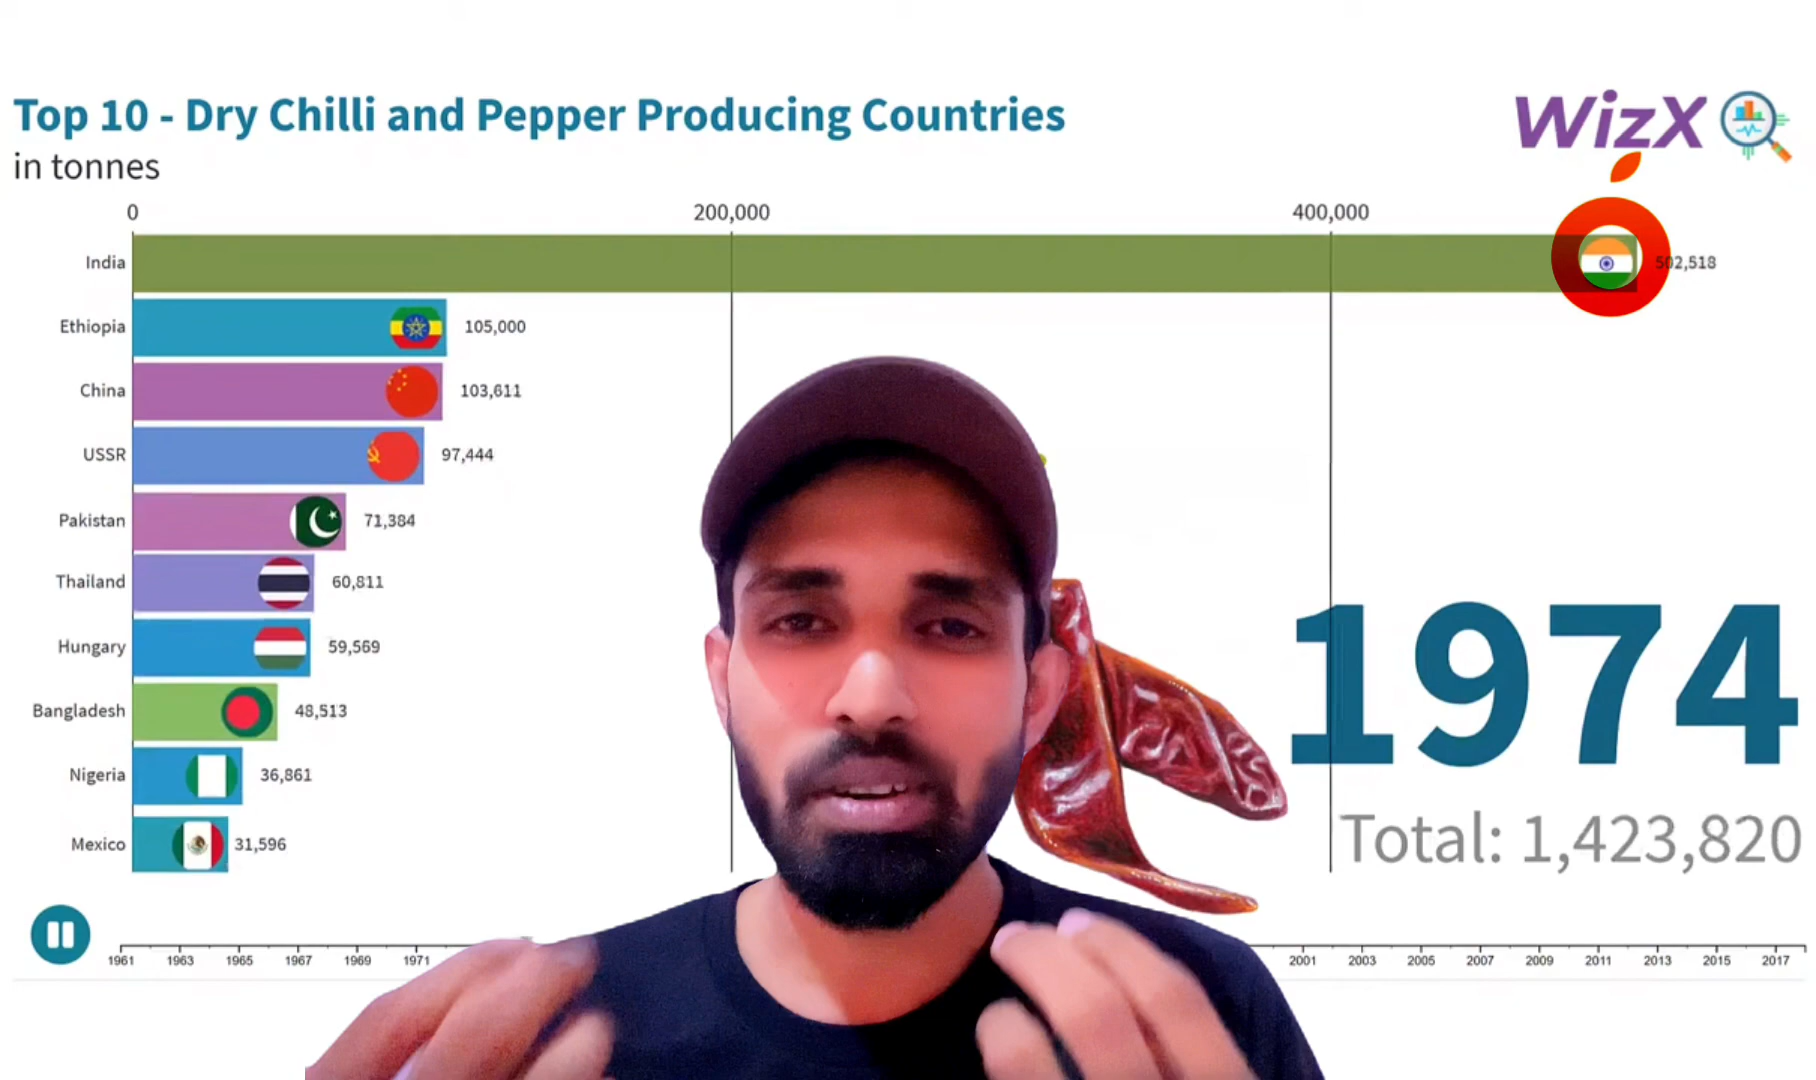 Top 10 - Dry Chilli and Pepper Producing Countries
in tonnes
WizX
0 200,000 400,000
India 502,518
Ethiopia 105,000
China 103,611
USSR 97,444
Pakistan 71,384
Thailand 60,811
Hungary 59,569
Bangladesh 48,513
Nigeria 36,861
Mexico 31,596
1974
Total: 1,423,820
1961 1963 1965 1967 1969 1971 2001 2003 2005 2007 2009 2011 2013 2015 2017